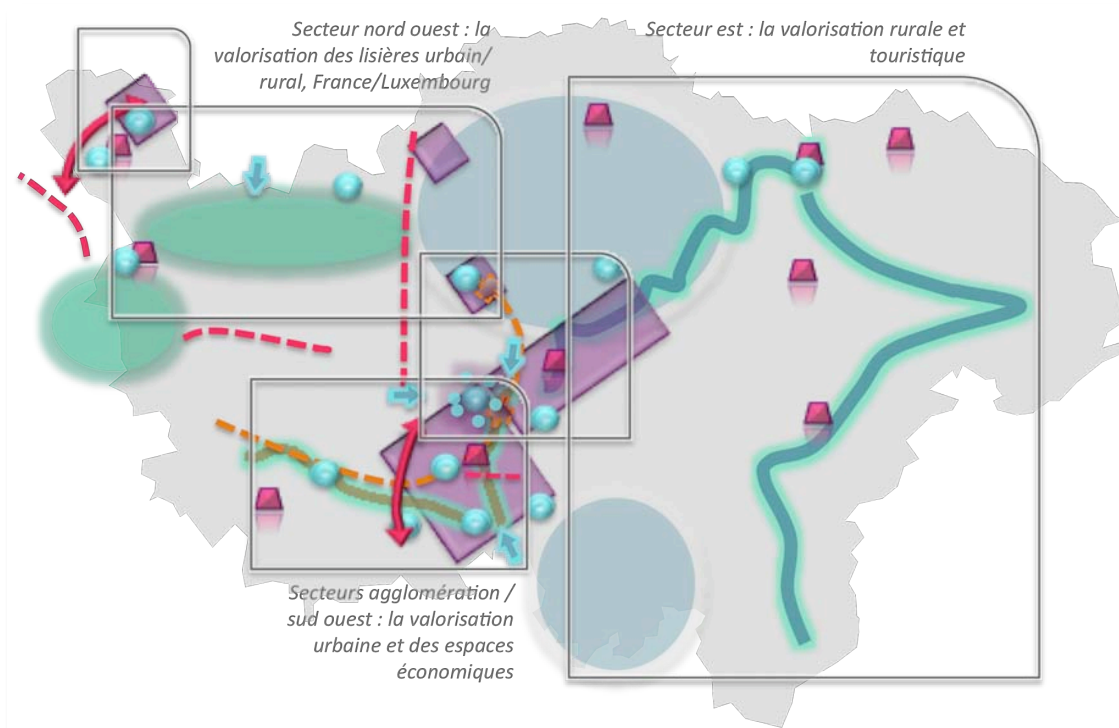 Secteur nord ouest : la
valorisation des lisières urbain/
rural, France/Luxembourg
Secteur est : la valorisation rurale et
touristique
Secteurs agglomération /
sud ouest : la valorisation
urbaine et des espaces
économiques